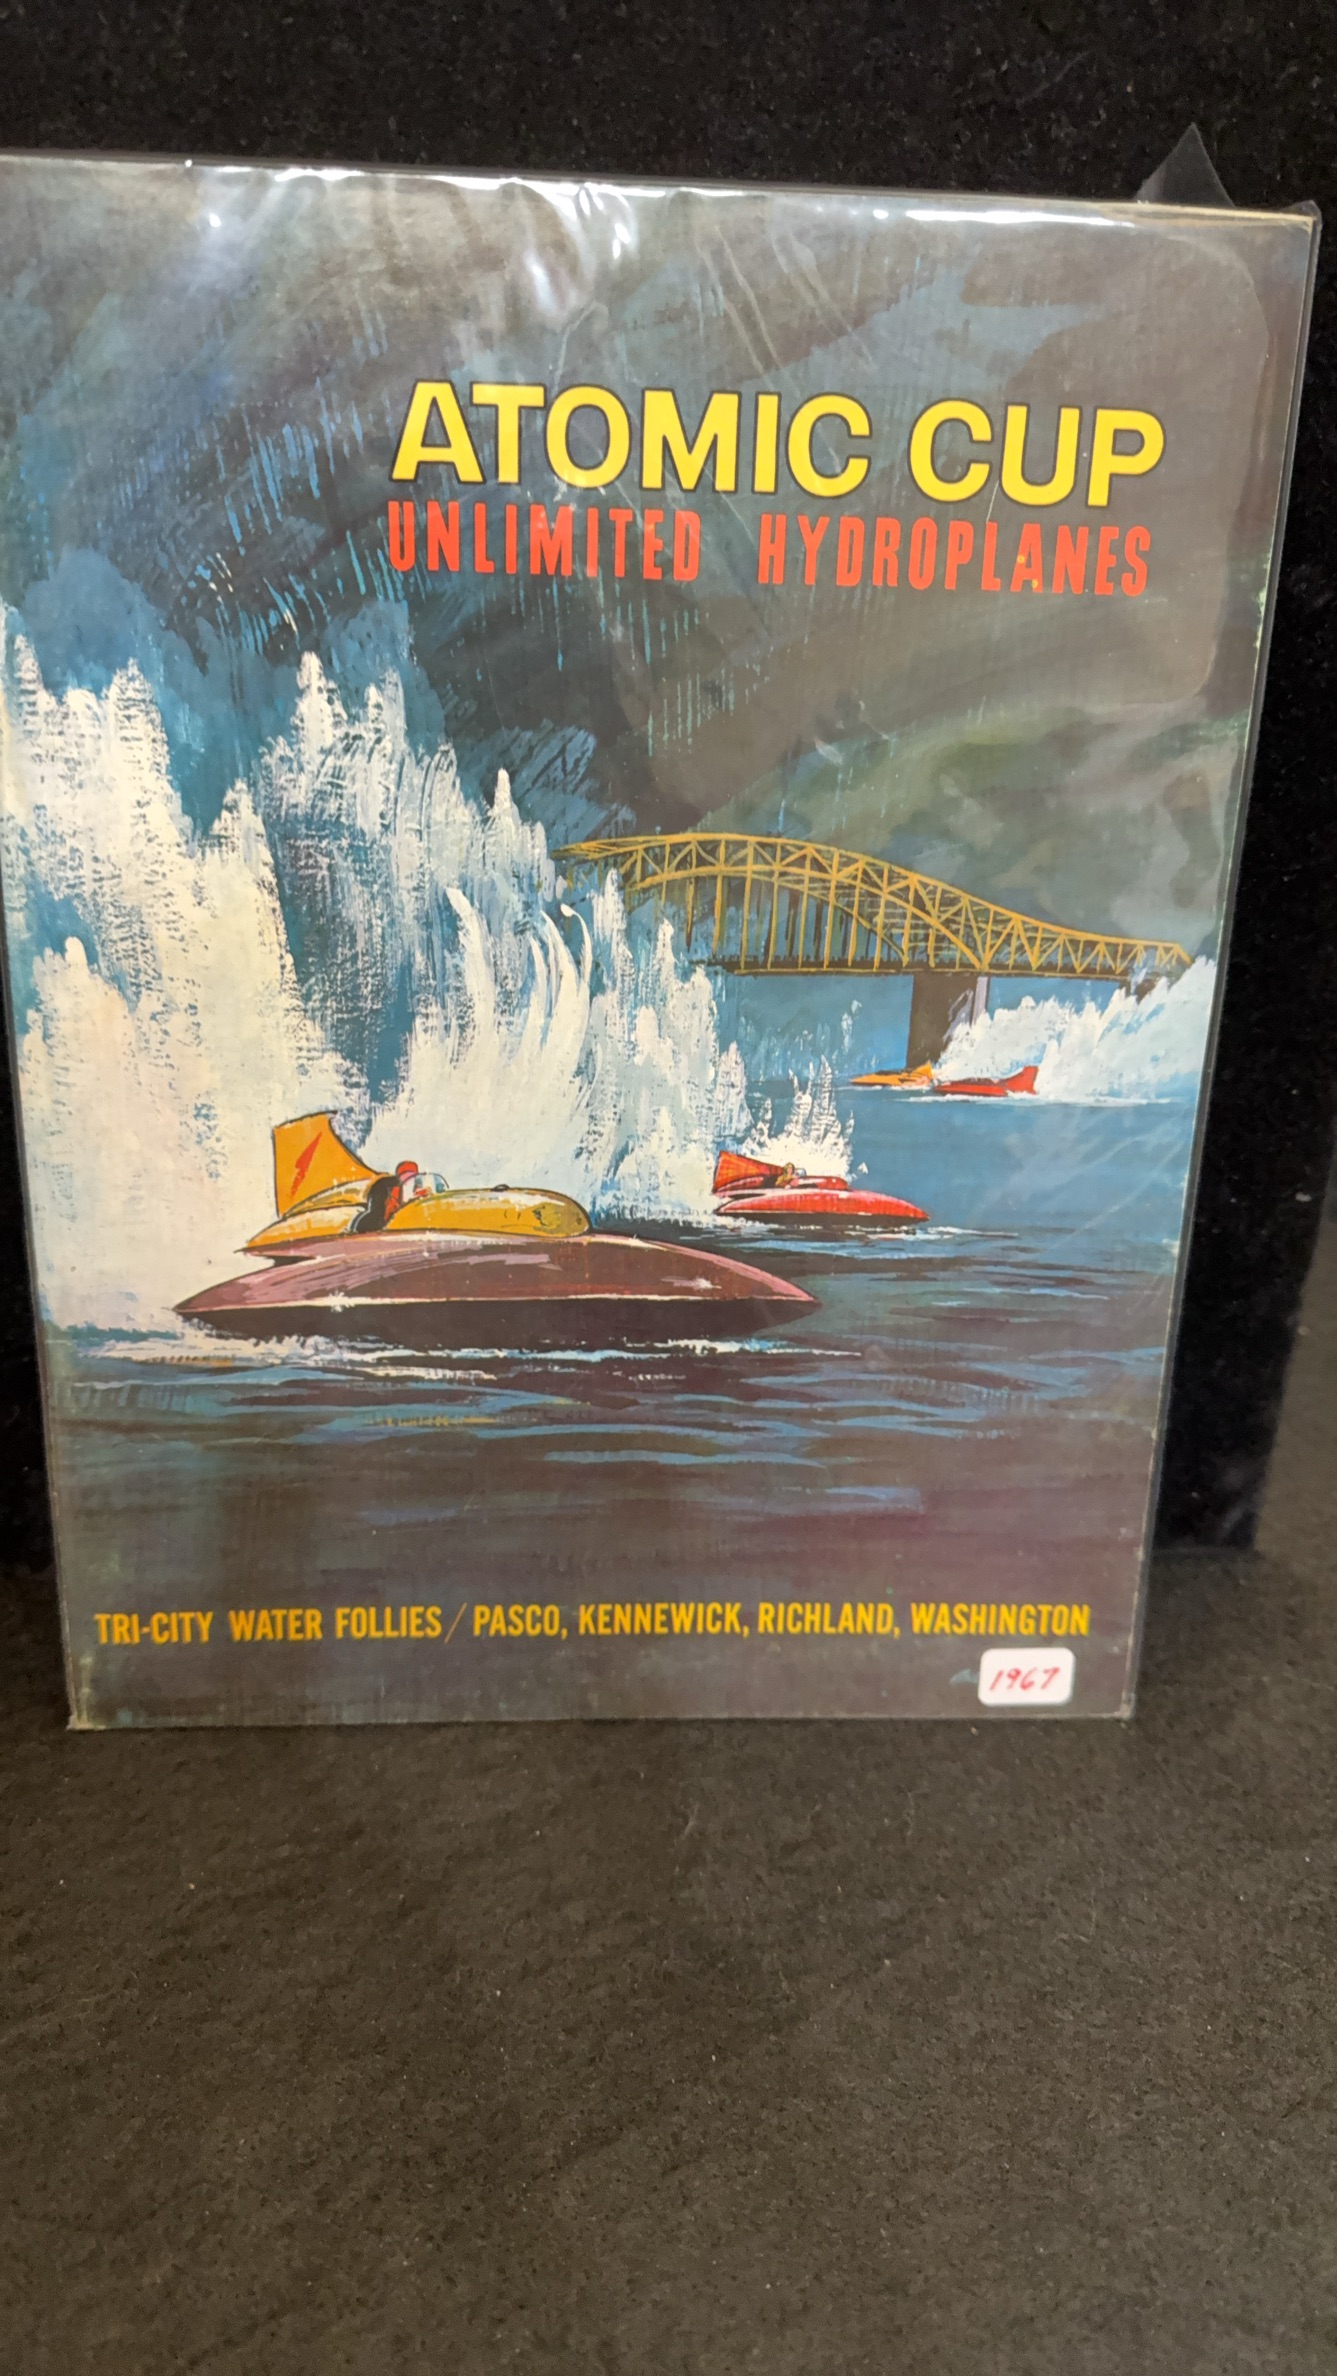 ATOMIC CUP
UNLIMITED HYDROPLANES
TRI-CITY WATER FOLLIES / PASCO, KENNEWICK, RICHLAND, WASHINGTON
1967